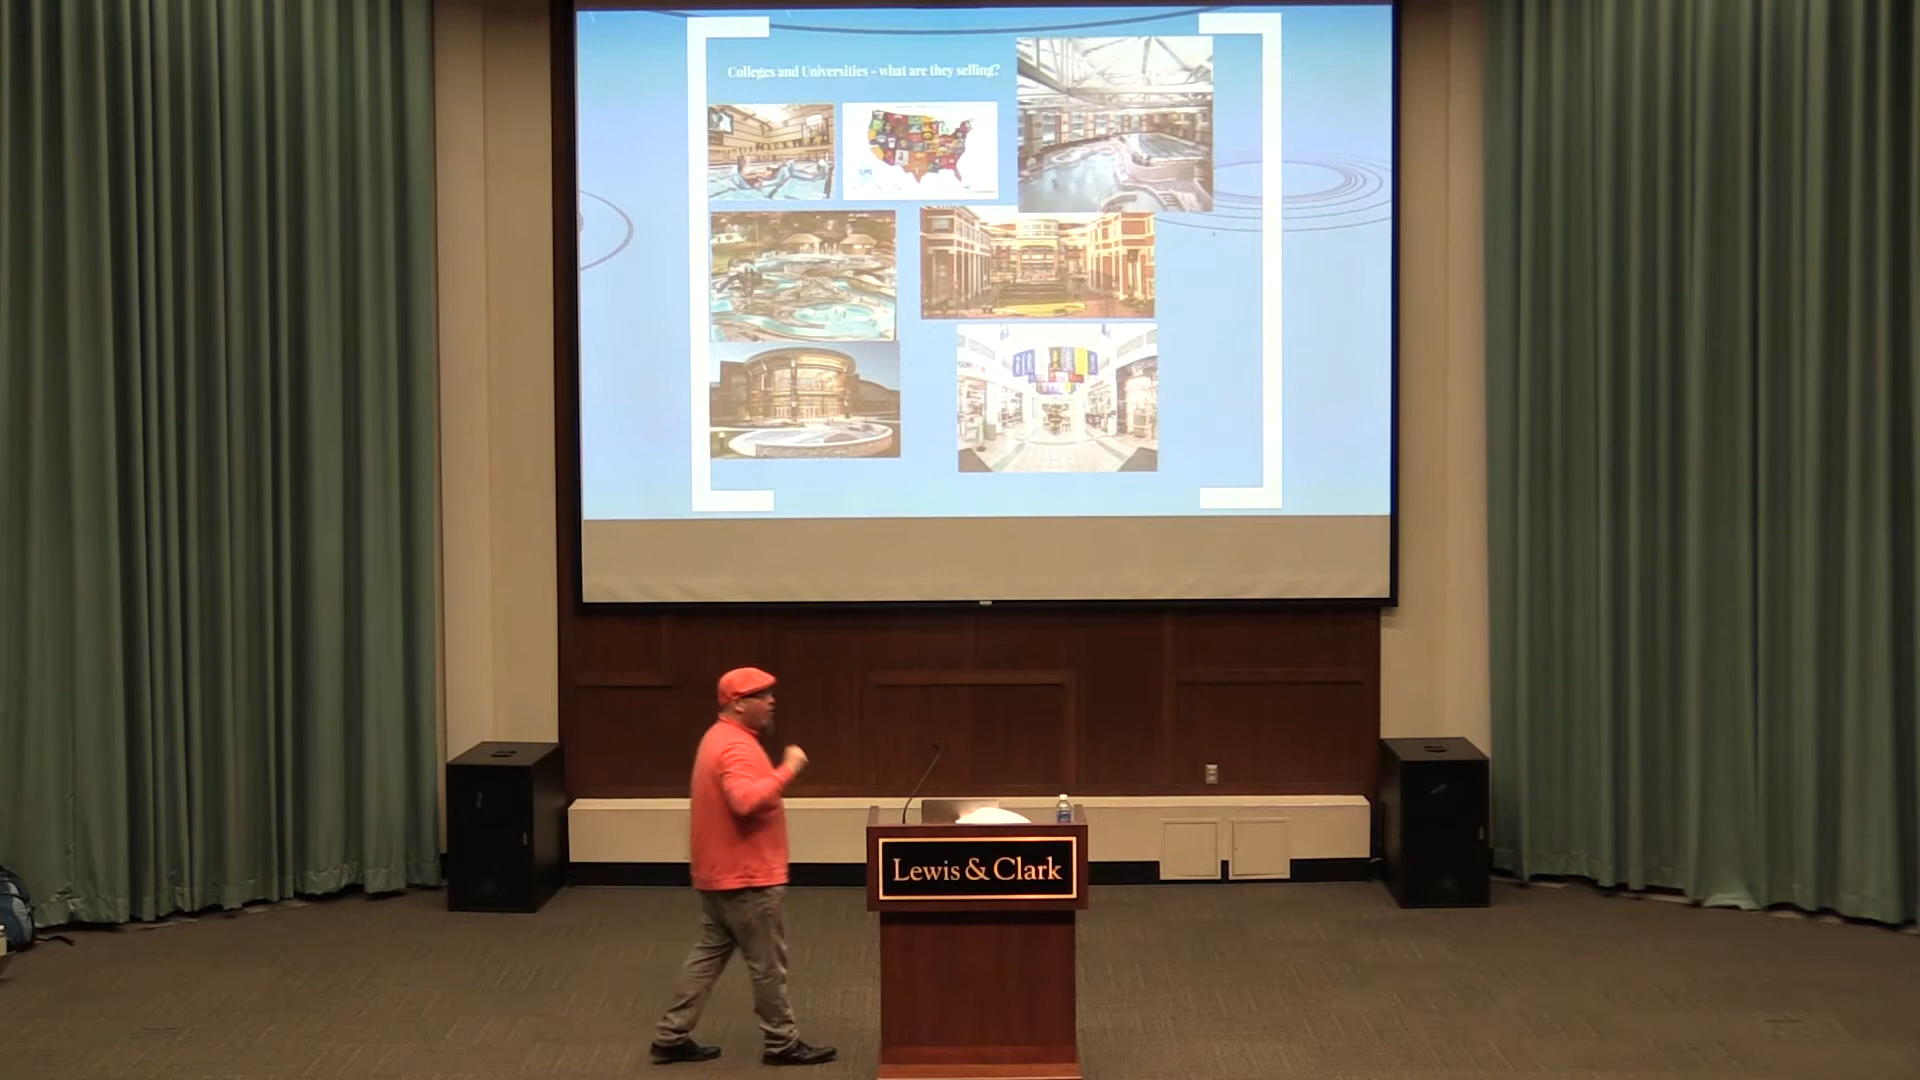 Colleges and Universities - what are they selling?
Lewis & Clark